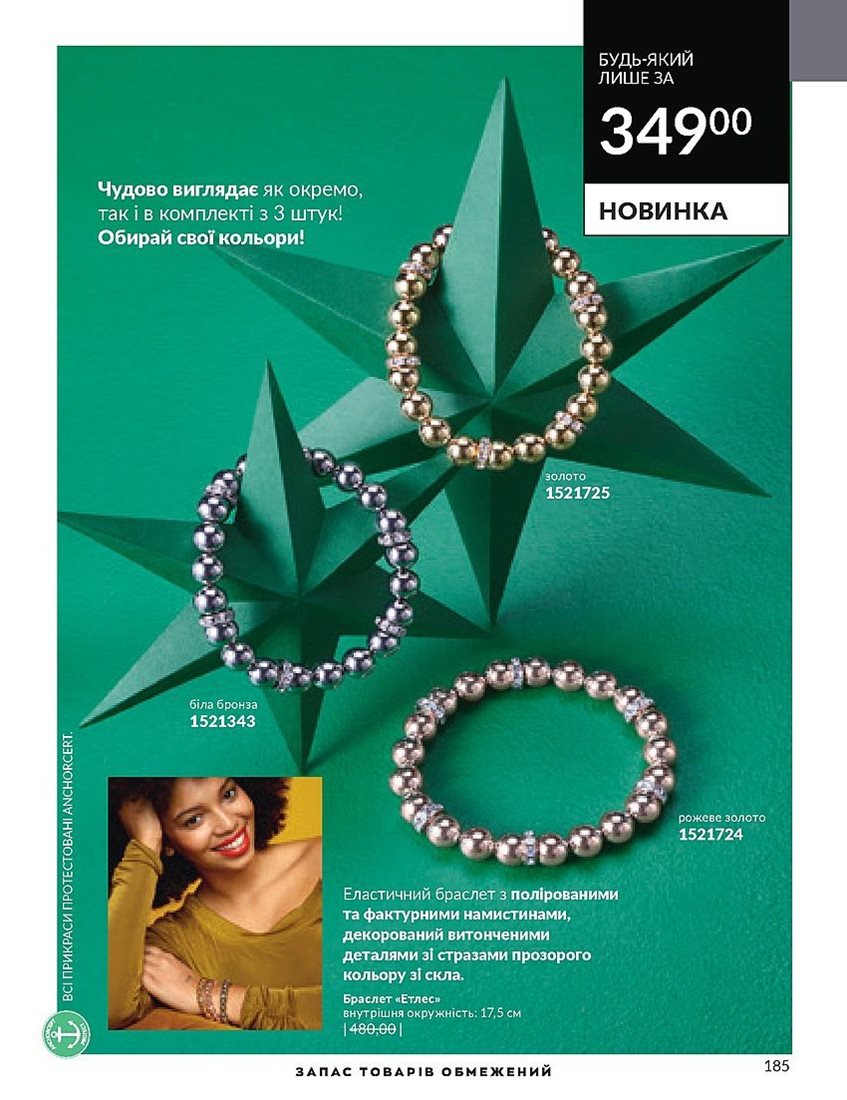 БУДЬ-ЯКИЙ
ЛИШЕ ЗА
349⁰⁰
НОВИНКА
Чудово виглядає як окремо,
так і в комплекті з 3 штук!
Обирай свої кольори!
золото
1521725
біла бронза
1521343
рожеве золото
1521724
Еластичний браслет з полірованими
та фактурними намистинами,
декорований витонченими
деталями зі стразами прозорого
кольору зі скла.
Браслет «Етлес»
внутрішня окружність: 17,5 см
| 480,00 |
ВСІ ПРИКРАСИ ПРОТЕСТОВАНІ ANCHORCERT.
ЗАПАС ТОВАРІВ ОБМЕЖЕНИЙ
185